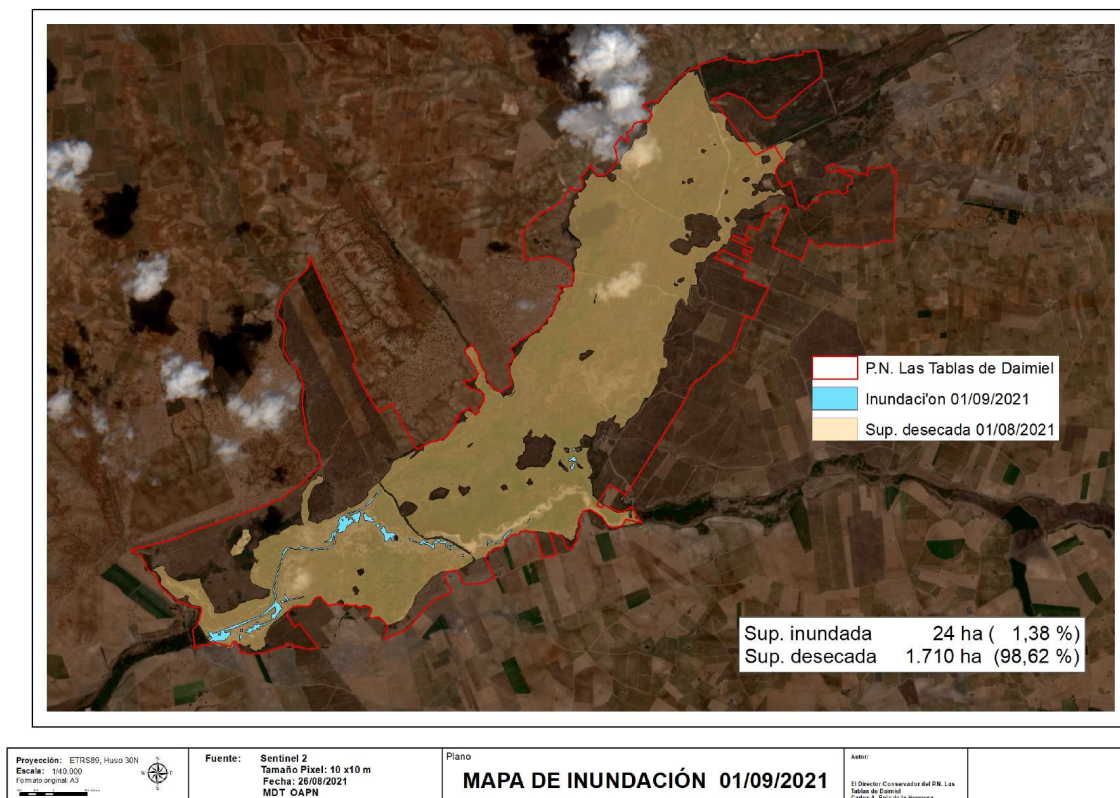 P.N. Las Tablas de Daimiel
Inundaci'on 01/09/2021
Sup. desecada 01/08/2021
Sup. inundada 24 ha ( 1,38 %)
Sup. desecada 1.710 ha (98,62 %)
Proyección: ETRS89, Huso 30N
Escala: 1/40.000
Formato original: A3
Fuente: Sentinel 2
Tamaño Pixel: 10 x10 m
Fecha: 26/08/2021
MDT OAPN
Plano
MAPA DE INUNDACIÓN 01/09/2021
Autor:
El Director Conservador del P.N. Las
Tablas de Daimiel